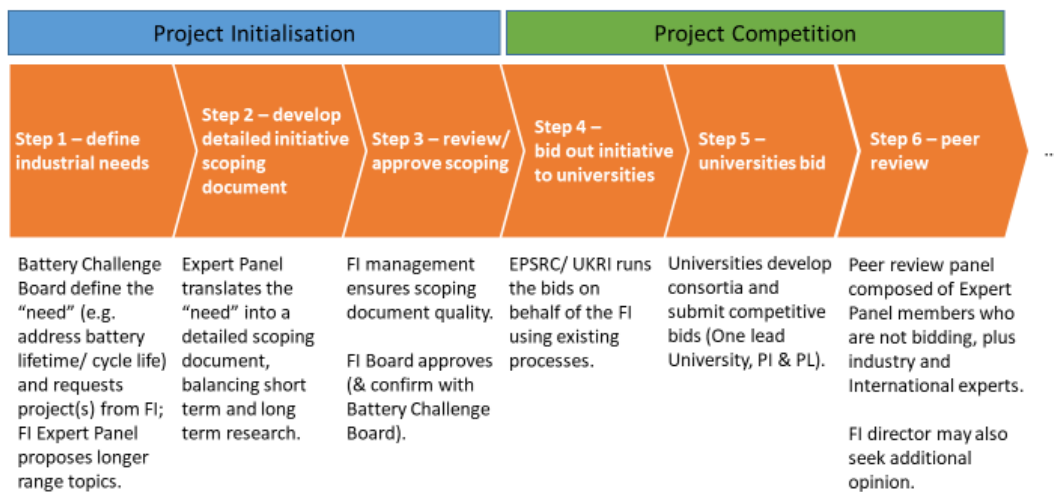 Project Initialisation
Project Competition
Step 1 – define
industrial needs
Step 2 – develop
detailed initiative
scoping
document
Step 3 – review/
approve scoping
Step 4 –
bid out initiative
to universities
Step 5 –
universities bid
Step 6 – peer
review
...
Battery Challenge
Board define the
“need” (e.g.
address battery
lifetime/ cycle life)
and requests
project(s) from FI;
FI Expert Panel
proposes longer
range topics.
Expert Panel
translates the
“need” into a
detailed scoping
document,
balancing short
term and long
term research.
FI management
ensures scoping
document quality.
FI Board approves
(& confirm with
Battery Challenge
Board).
EPSRC/ UKRI runs
the bids on
behalf of the FI
using existing
processes.
Universities develop
consortia and
submit competitive
bids (One lead
University, PI & PL).
Peer review panel
composed of Expert
Panel members who
are not bidding, plus
industry and
International experts.
FI director may also
seek additional
opinion.